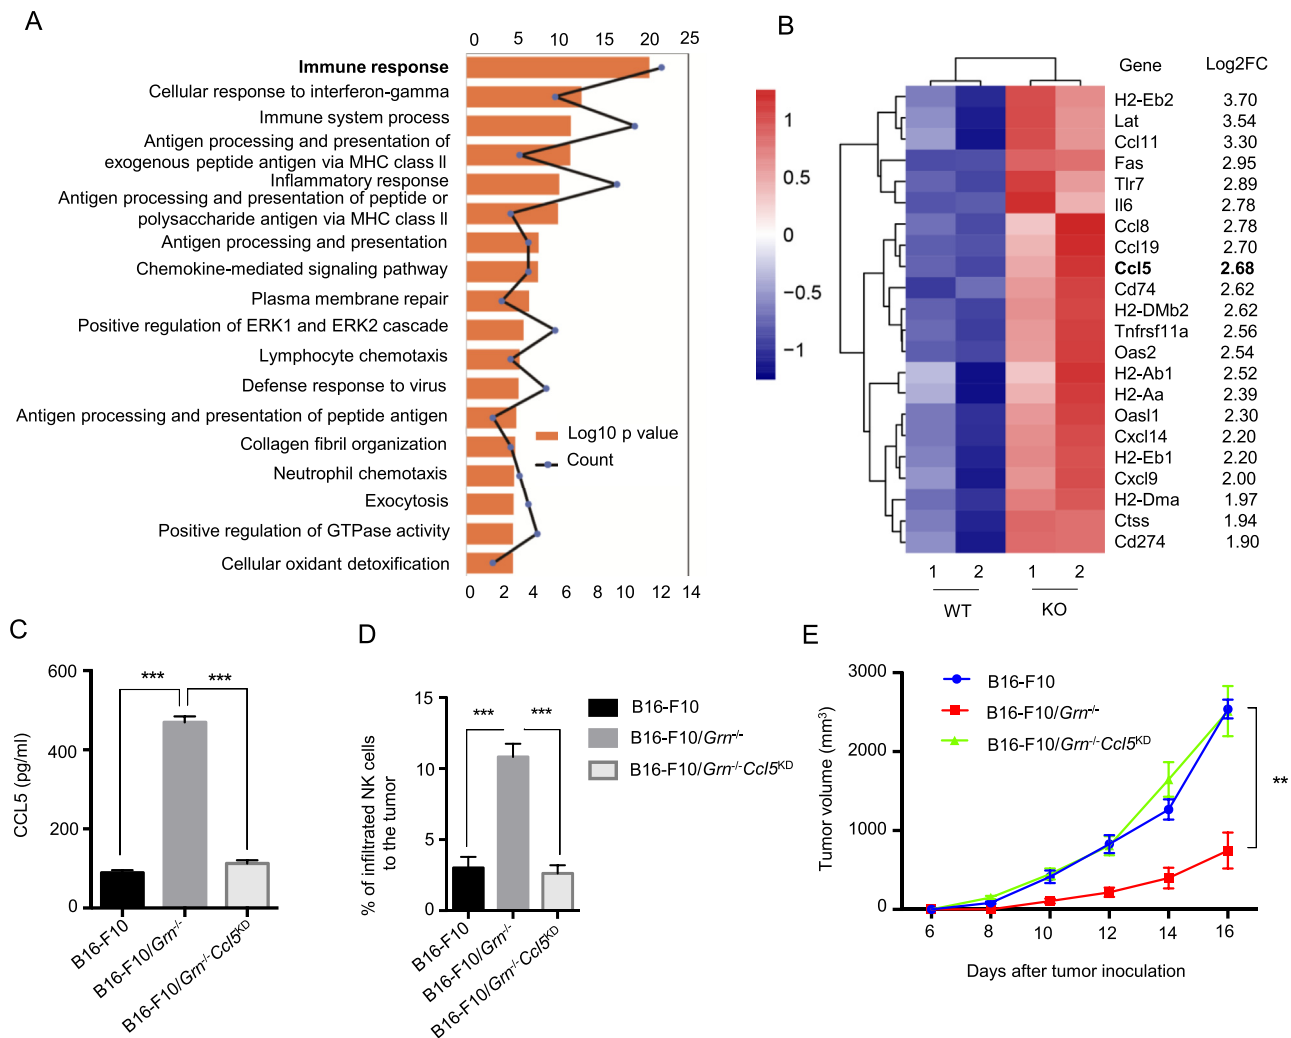 A
0 5 10 15 20 25
Immune response
Cellular response to interferon-gamma
Immune system process
Antigen processing and presentation of
exogenous peptide antigen via MHC class II
Inflammatory response
Antigen processing and presentation of peptide or
polysaccharide antigen via MHC class II
Antigen processing and presentation
Chemokine-mediated signaling pathway
Plasma membrane repair
Positive regulation of ERK1 and ERK2 cascade
Lymphocyte chemotaxis
Defense response to virus
Antigen processing and presentation of peptide antigen
Collagen fibril organization
Neutrophil chemotaxis
Exocytosis
Positive regulation of GTPase activity
Cellular oxidant detoxification
Log10 p value
Count
0 2 4 6 8 10 12 14
B
1
0.5
0
−0.5
−1
Gene Log2FC
H2-Eb2 3.70
Lat 3.54
Ccl11 3.30
Fas 2.95
Tlr7 2.89
Il6 2.78
Ccl8 2.78
Ccl19 2.70
Ccl5 2.68
Cd74 2.62
H2-DMb2 2.62
Tnfrsf11a 2.56
Oas2 2.54
H2-Ab1 2.52
H2-Aa 2.39
Oasl1 2.30
Cxcl14 2.20
H2-Eb1 2.20
Cxcl9 2.00
H2-Dma 1.97
Ctss 1.94
Cd274 1.90
1 2 1 2
WT KO
C
CCL5 (pg/ml)
600
400
200
0
*** ***
B16-F10
B16-F10/Grn-/-
B16-F10/Grn-/-Ccl5KD
D
% of infiltrated NK cells
to the tumor
15
10
5
0
*** ***
B16-F10
B16-F10/Grn-/-
B16-F10/Grn-/-Ccl5KD
B16-F10
B16-F10/Grn-/-
B16-F10/Grn-/-Ccl5KD
E
Tumor volume (mm3)
3000
2000
1000
0
B16-F10
B16-F10/Grn-/-
B16-F10/Grn-/-Ccl5KD
**
6 8 10 12 14 16
Days after tumor inoculation